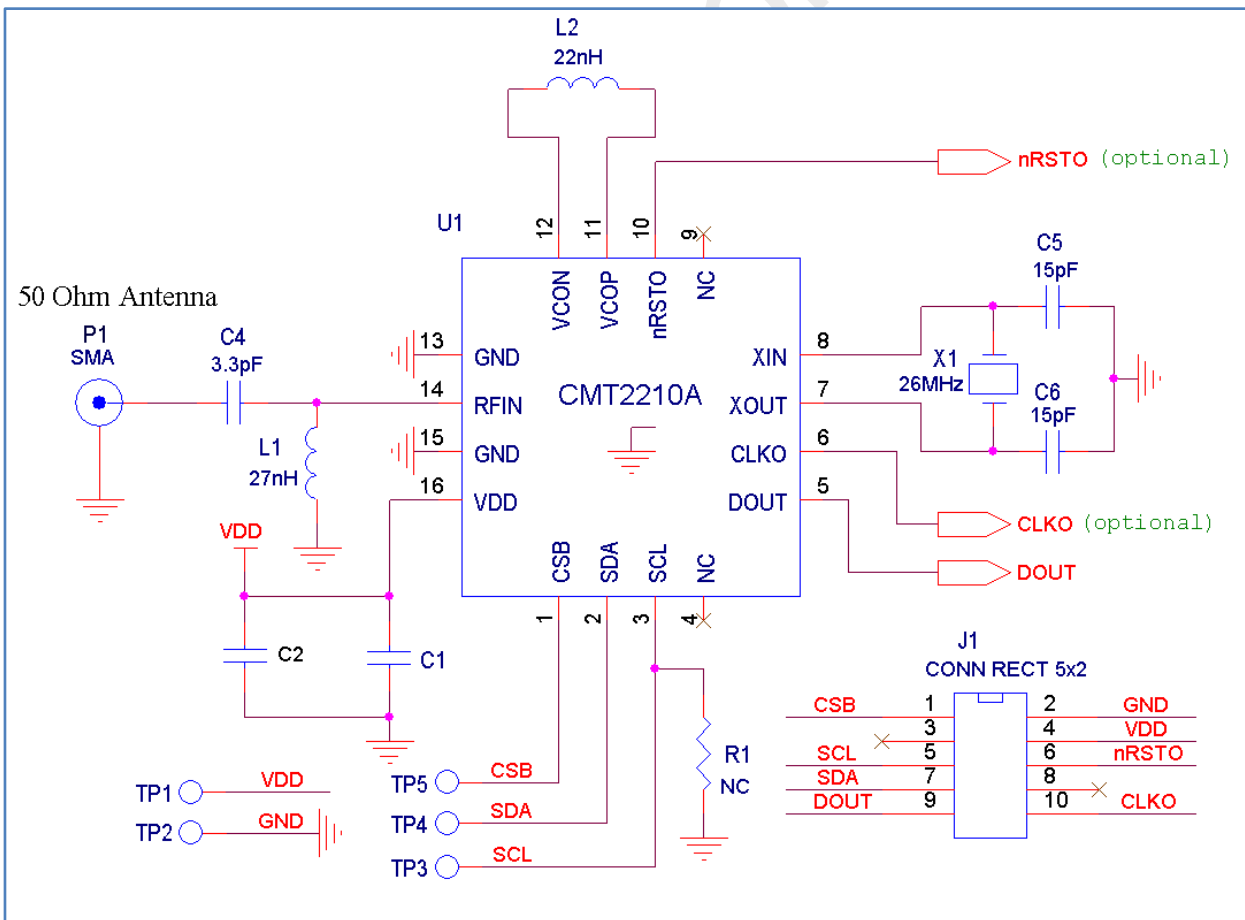 L2
22nH
nRSTO (optional)
U1
12
11
10
9
VCON
VCOP
nRSTO
NC
C5
15pF
50 Ohm Antenna
P1
SMA
C4
3.3pF
13
GND
14
RFIN
15
GND
16
VDD
CMT2210A
XIN
8
XOUT
7
CLKO
6
DOUT
5
X1
26MHz
C6
15pF
L1
27nH
VDD
CLKO (optional)
DOUT
CSB
SDA
SCL
NC
1
2
3
4
C2
C1
J1
CONN RECT 5x2
CSB 1 2 GND
3 4 VDD
SCL 5 6 nRSTO
SDA 7 8
DOUT 9 10 CLKO
R1
NC
TP1 VDD
TP2 GND
TP5 CSB
TP4 SDA
TP3 SCL